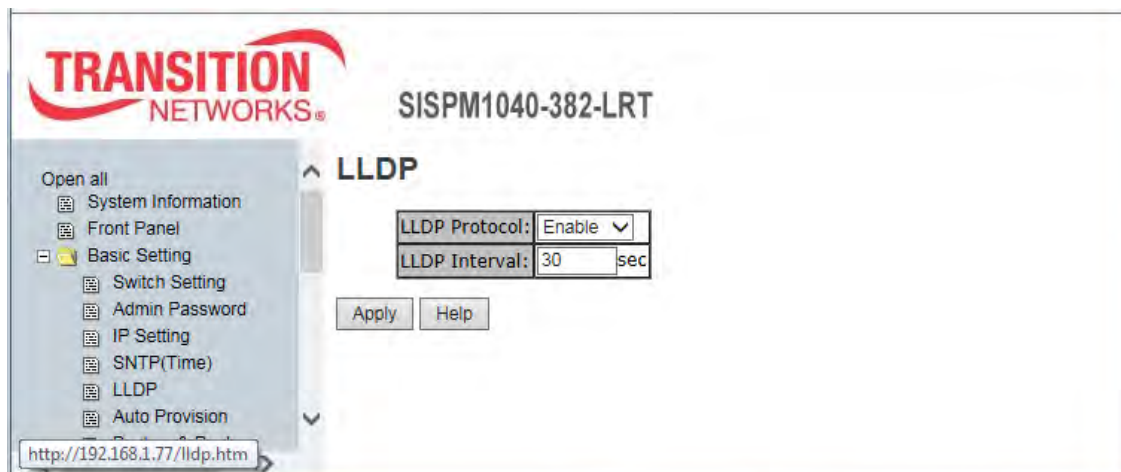 TRANSITION
NETWORKS®
SISPM1040-382-LRT
Open all
System Information
Front Panel
Basic Setting
Switch Setting
Admin Password
IP Setting
SNTP(Time)
LLDP
Auto Provision
http://192.168.1.77/lldp.htm
LLDP
LLDP Protocol: Enable
LLDP Interval: 30 sec
Apply Help